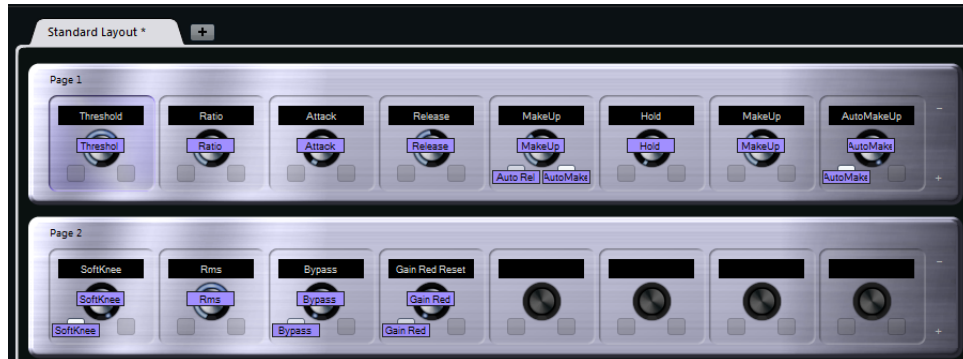 Standard Layout *
+
Page 1
Threshold Ratio Attack Release MakeUp Hold MakeUp AutoMakeUp
Threshol Ratio Attack Release MakeUp Hold MakeUp AutoMake
Auto Rel AutoMake AutoMake
Page 2
SoftKnee Rms Bypass Gain Red Reset
SoftKnee Rms Bypass Gain Red
SoftKnee Bypass Gain Red